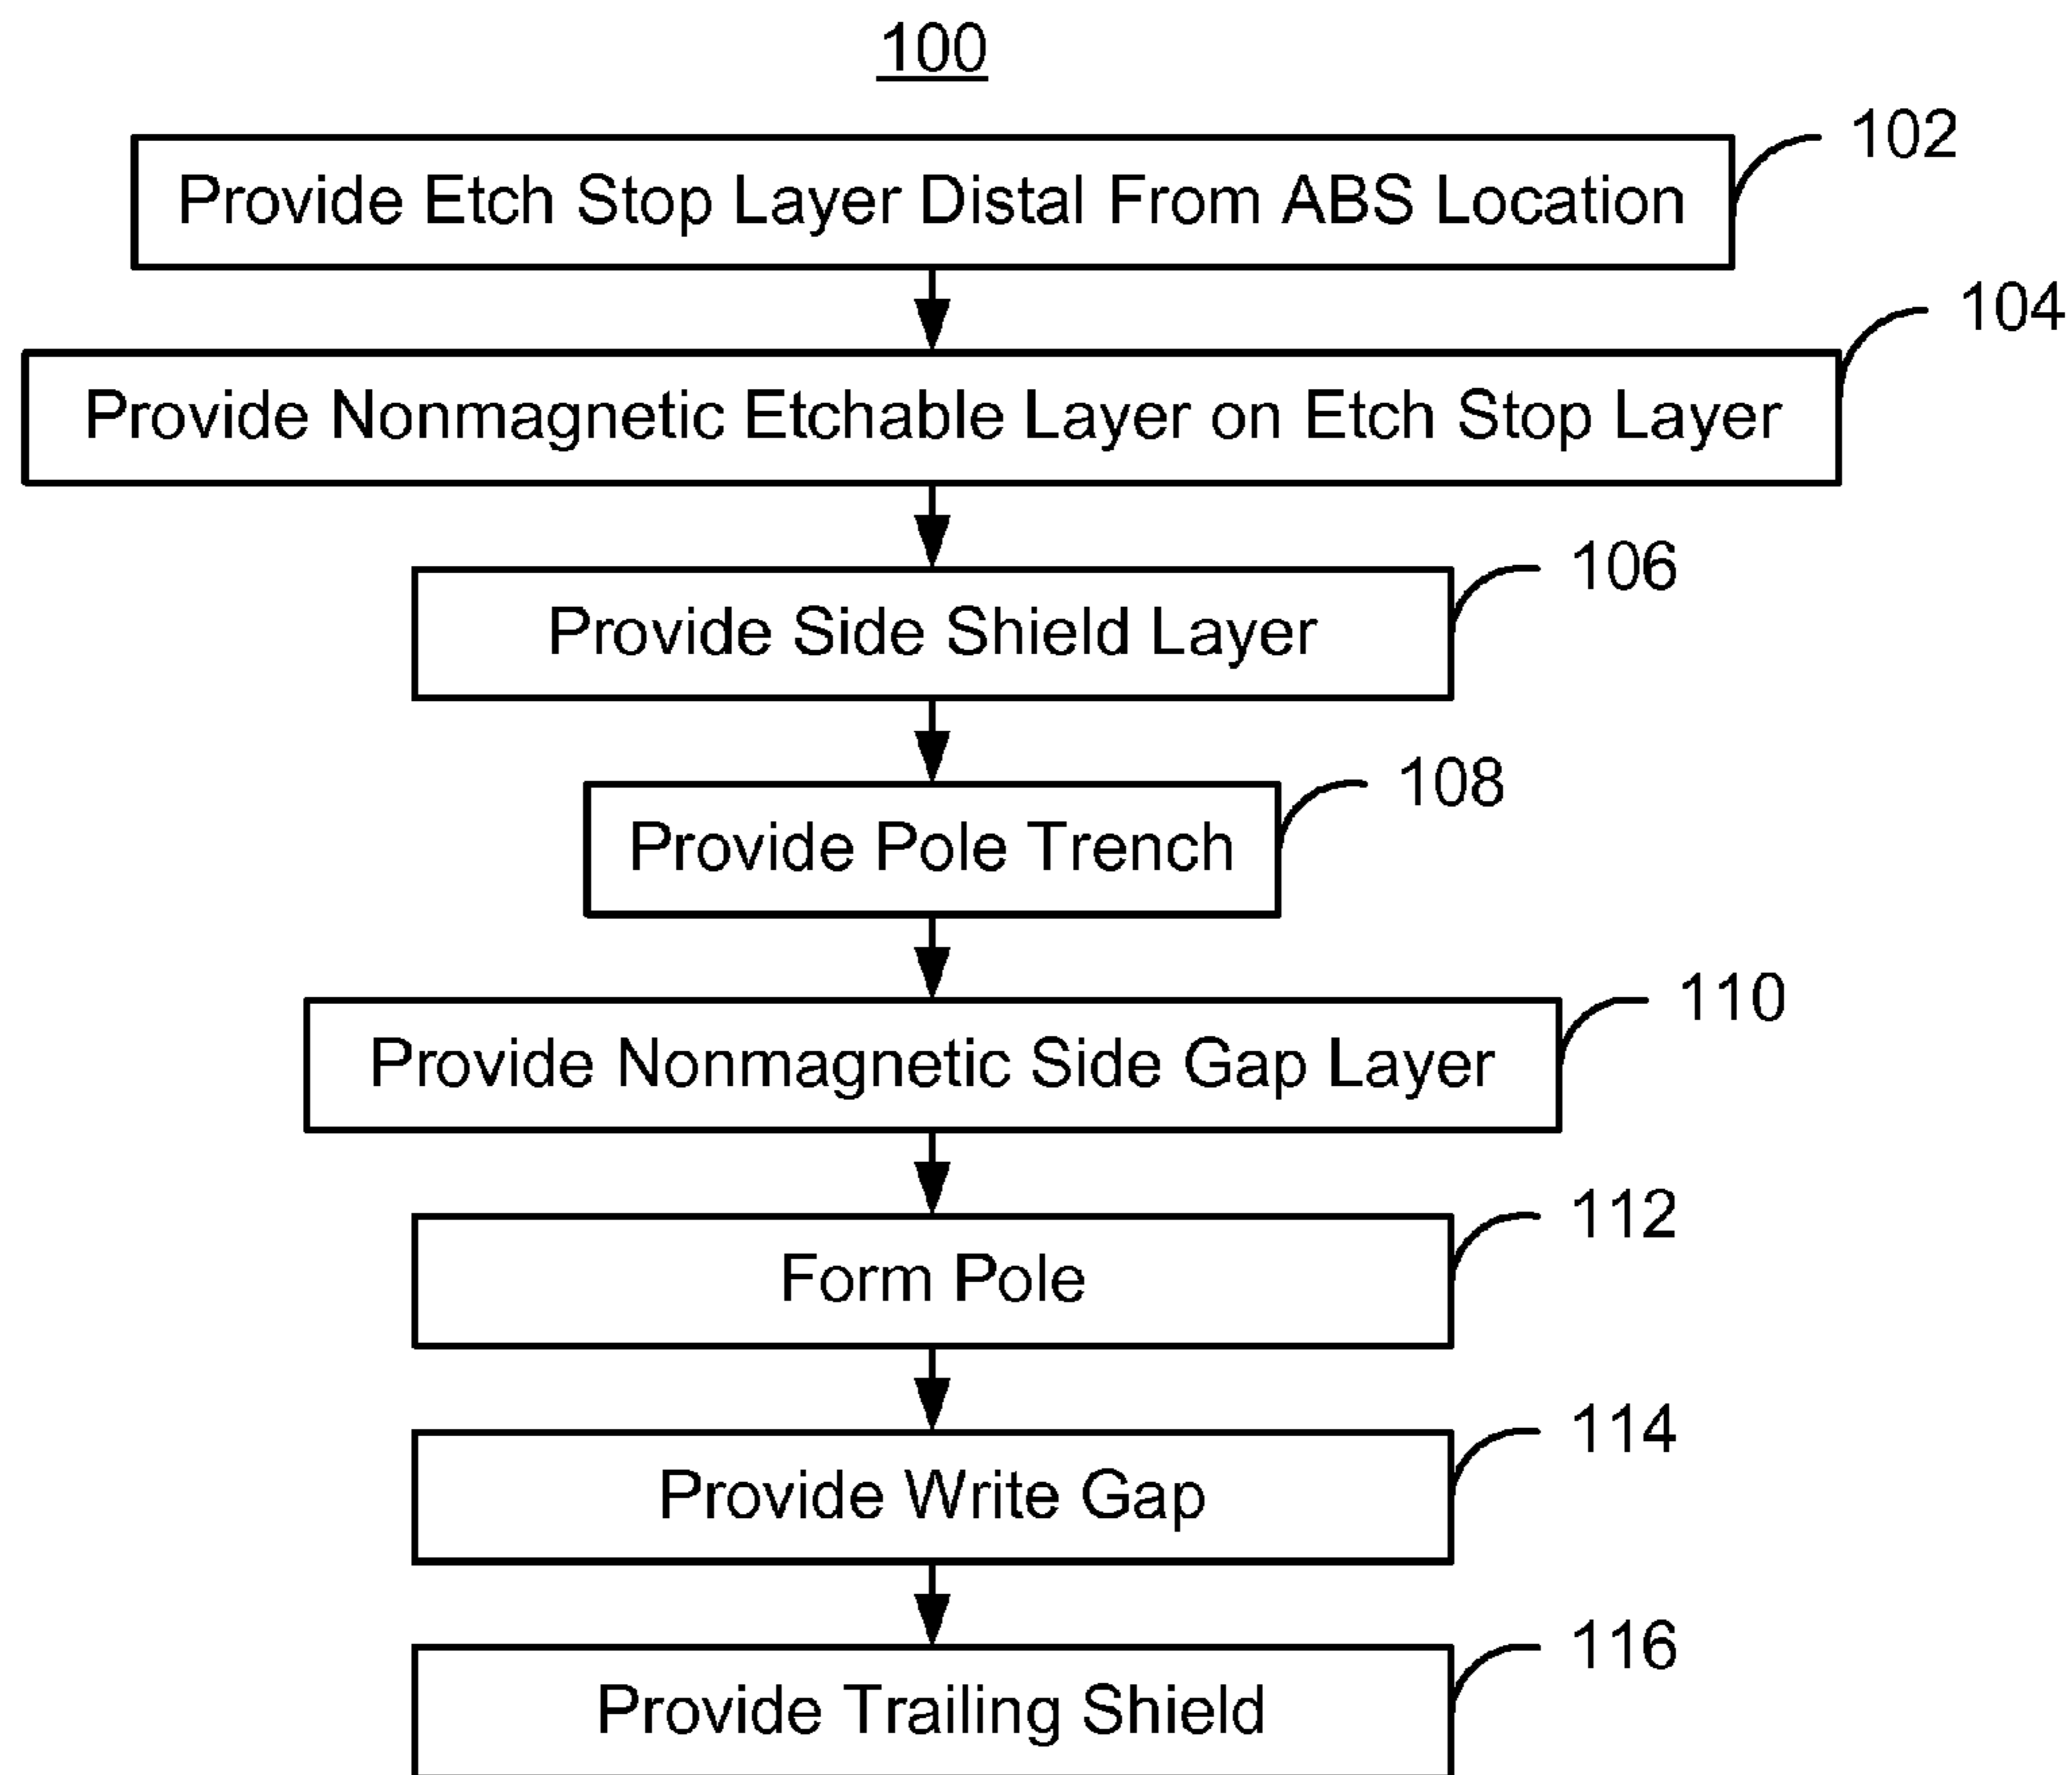 100
Provide Etch Stop Layer Distal From ABS Location
102
Provide Nonmagnetic Etchable Layer on Etch Stop Layer
104
Provide Side Shield Layer
106
Provide Pole Trench
108
Provide Nonmagnetic Side Gap Layer
110
Form Pole
112
Provide Write Gap
114
Provide Trailing Shield
116